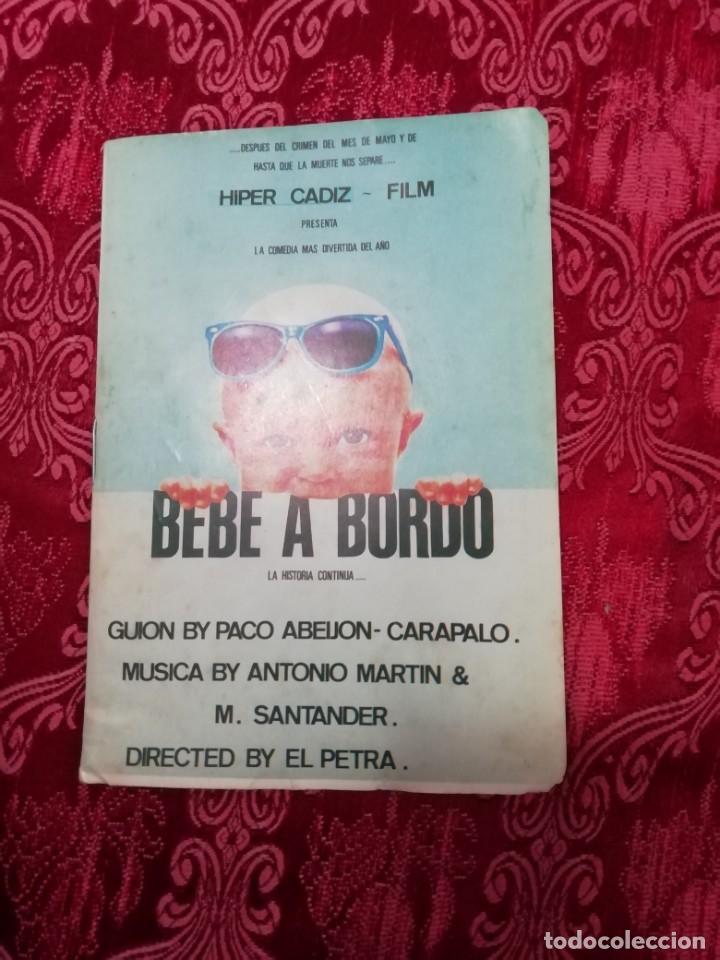 ....DESPUES DEL CRIMEN DEL MES DE MAYO Y DE
HASTA QUE LA MUERTE NOS SEPARE....
HIPER CADIZ ~ FILM
PRESENTA
LA COMEDIA MAS DIVERTIDA DEL AÑO
BEBE A BORDO
LA HISTORIA CONTINUA....
GUION BY PACO ABEIJON - CARAPALO.
MUSICA BY ANTONIO MARTIN &
M. SANTANDER.
DIRECTED BY EL PETRA.
todocoleccion.net